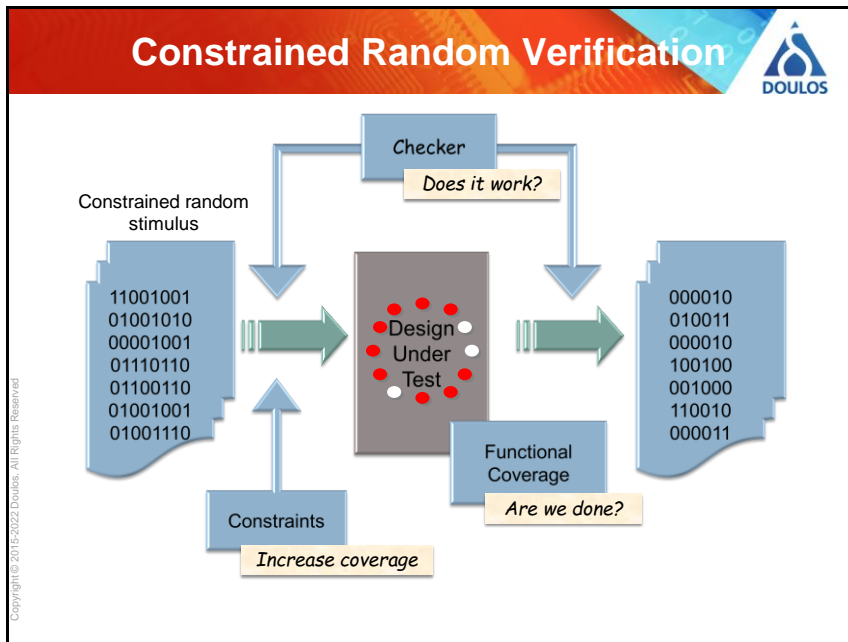 Constrained Random Verification
DOULOS
Checker
Does it work?
Constrained random
stimulus
11001001
01001010
00001001
01110110
01100110
01001001
01001110
Design
Under
Test
000010
010011
000010
100100
001000
110010
000011
Functional
Coverage
Are we done?
Constraints
Increase coverage
Copyright © 2015-2022 Doulos. All Rights Reserved